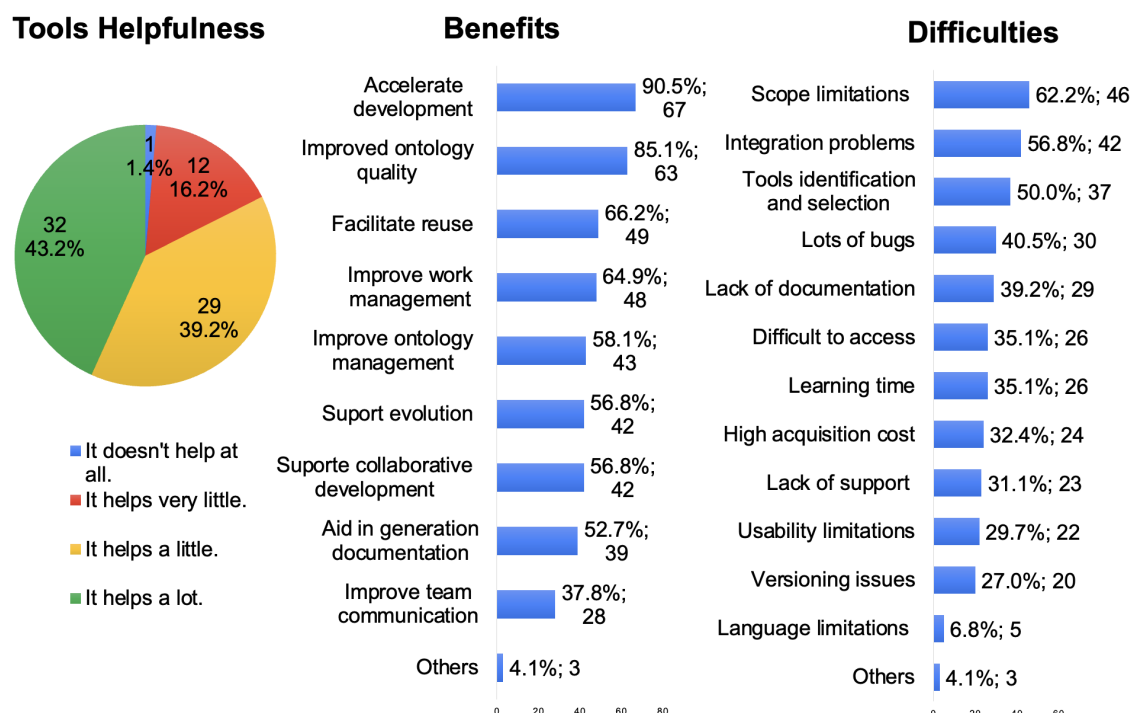 Tools Helpfulness
1
1.4%
12
16.2%
32
43.2%
29
39.2%
It doesn't help at
all.
It helps very little.
It helps a little.
It helps a lot.
Benefits
Accelerate
development
90.5%;
67
Improved ontology
quality
85.1%;
63
Facilitate reuse
66.2%;
49
Improve work
management
64.9%;
48
Improve ontology
management
58.1%;
43
Suport evolution
56.8%;
42
Suporte collaborative
development
56.8%;
42
Aid in generation
documentation
52.7%;
39
Improve team
communication
37.8%;
28
Others
4.1%; 3
0 20 40 60 80
Difficulties
Scope limitations 62.2%; 46
Integration problems 56.8%; 42
Tools identification
and selection
50.0%; 37
Lots of bugs 40.5%; 30
Lack of documentation 39.2%; 29
Difficult to access 35.1%; 26
Learning time 35.1%; 26
High acquisition cost 32.4%; 24
Lack of support 31.1%; 23
Usability limitations 29.7%; 22
Versioning issues 27.0%; 20
Language limitations 6.8%; 5
Others 4.1%; 3